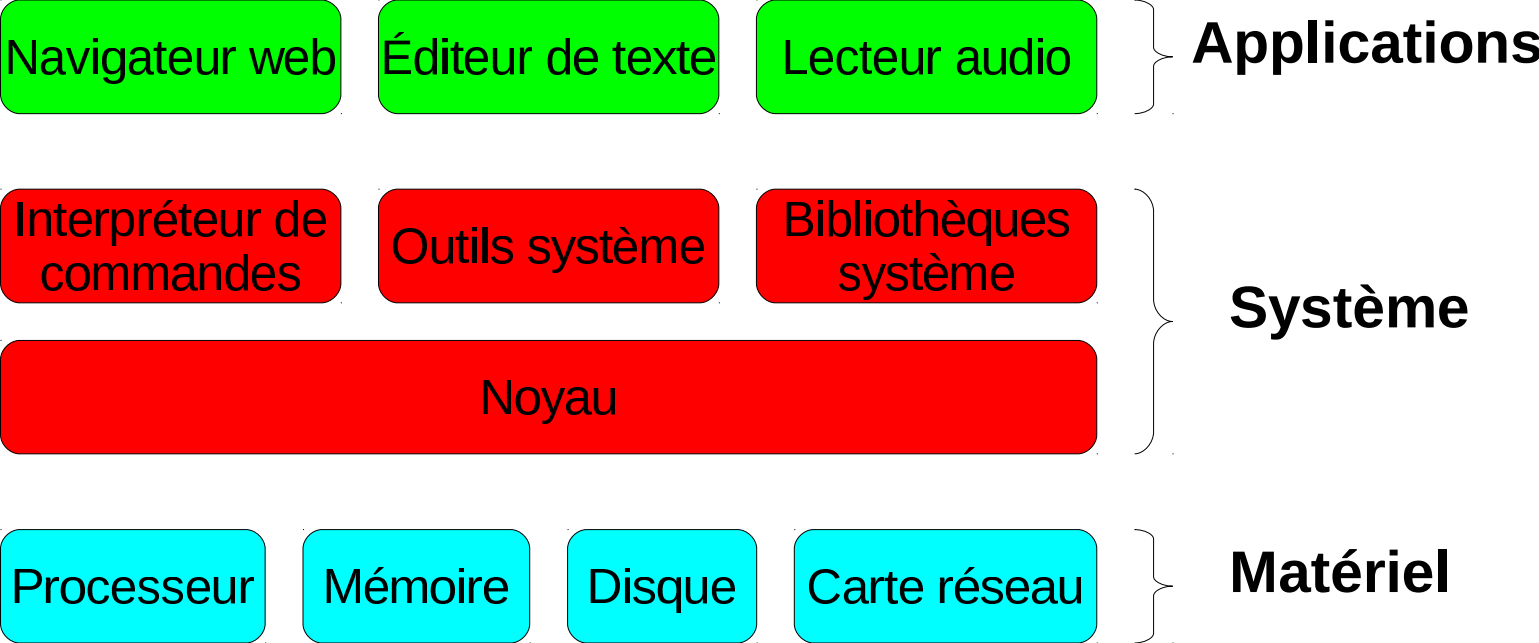 Navigateur web
Éditeur de texte
Lecteur audio
Applications
Interpréteur de
commandes
Outils système
Bibliothèques
système
Système
Noyau
Processeur
Mémoire
Disque
Carte réseau
Matériel